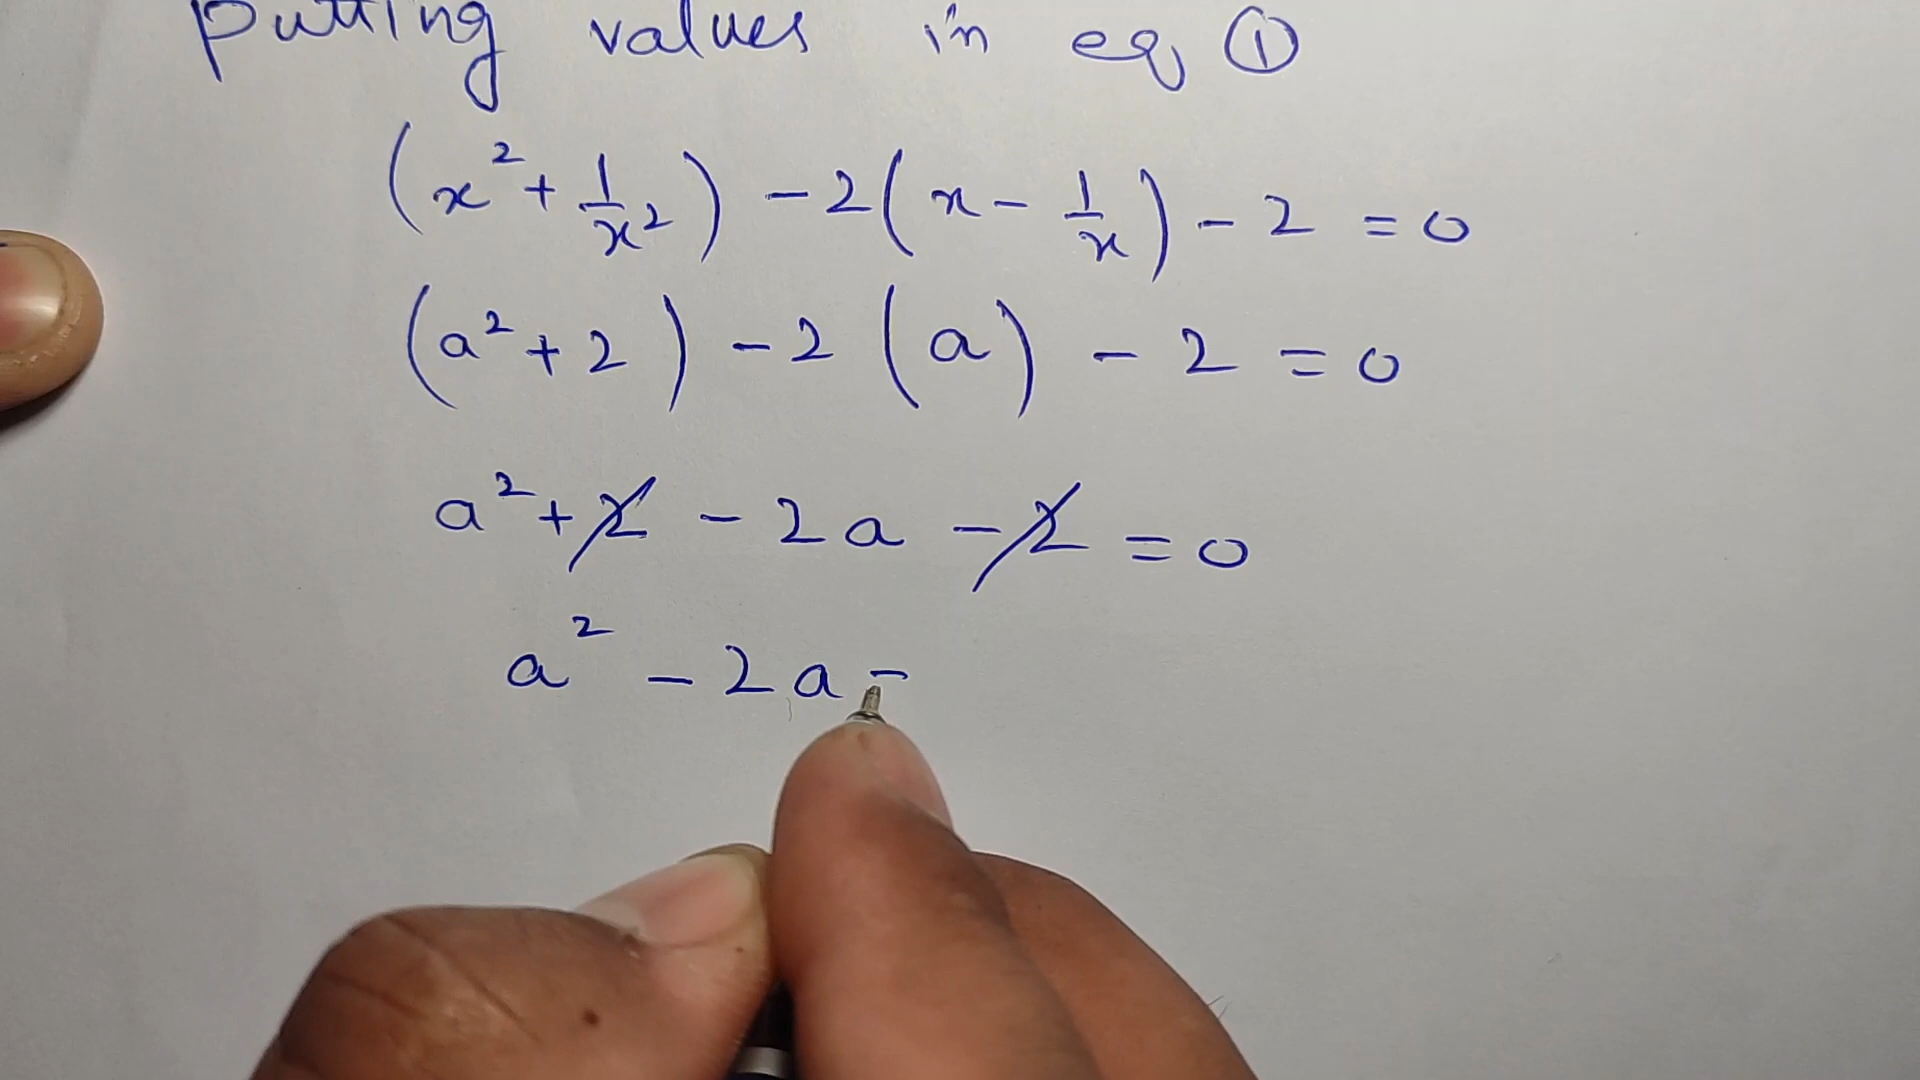 putting values in eq ①
(x² + 1/x²) - 2(x - 1/x) - 2 = 0
(a² + 2) - 2(a) - 2 = 0
a² + 2 - 2a - 2 = 0
a² - 2a -